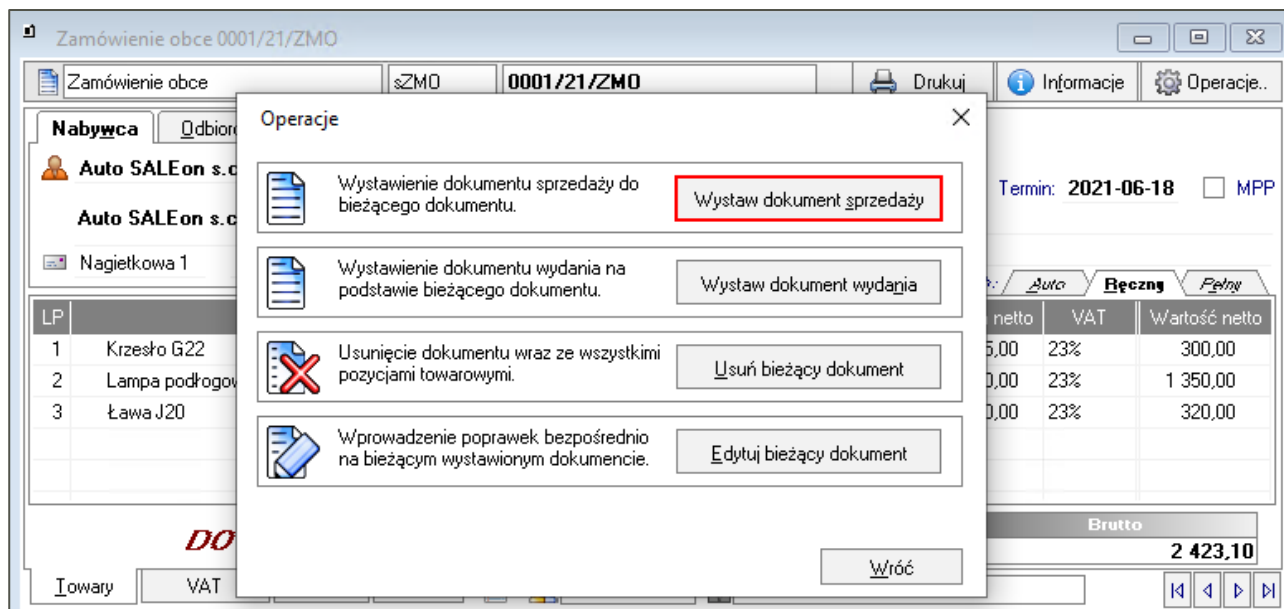 Zamówienie obce 0001/21/ZMO
Zamówienie obce sZMO 0001/21/ZMO Drukuj Informacje Operacje..
Nabywca
Operacje
Auto SALEon
Termin: 2021-06-18 MPP
Auto SALEon
Nagietkowa 1
Wystawienie dokumentu sprzedaży do
bieżącego dokumentu.
Wystaw dokument sprzedaży
Wystawienie dokumentu wydania na
podstawie bieżącego dokumentu.
Wystaw dokument wydania
Usunięcie dokumentu wraz ze wszystkimi
pozycjami towarowymi.
Usuń bieżący dokument
Wprowadzenie poprawek bezpośrednio
na bieżącym wystawionym dokumencie.
Edytuj bieżący dokument
Wróć
Auto Ręczny Pełny
LP netto VAT Wartość netto
1 Krzesło G22 23% 300,00
2 Lampa 23% 1 350,00
3 Ława J20 23% 320,00
Brutto
2 423,10
Towary VAT